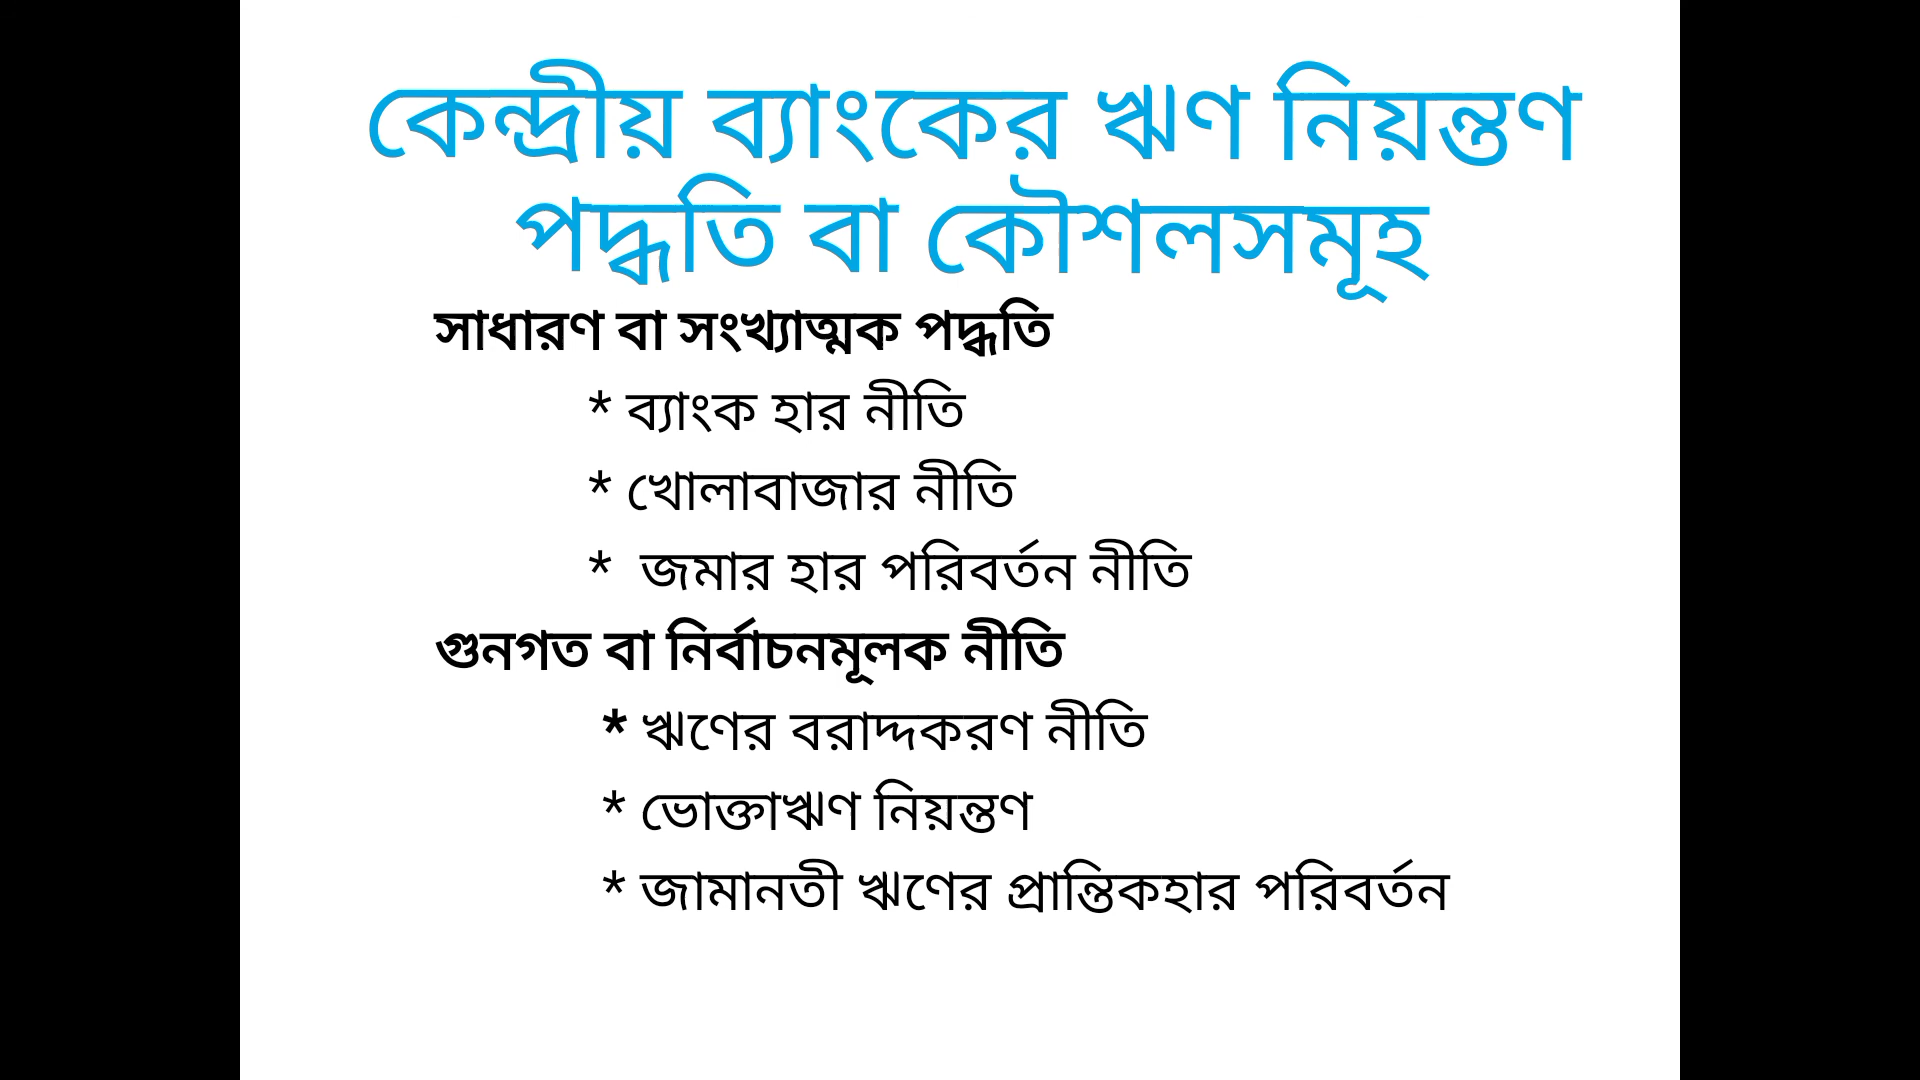 কেন্দ্রীয় ব্যাংকের ঋণ নিয়ন্তণ
পদ্ধতি বা কৌশলসমূহ
সাধারণ বা সংখ্যাত্মক পদ্ধতি
* ব্যাংক হার নীতি
* খোলাবাজার নীতি
* জমার হার পরিবর্তন নীতি
গুনগত বা নির্বাচনমূলক নীতি
* ঋণের বরাদ্দকরণ নীতি
* ভোক্তাঋণ নিয়ন্তণ
* জামানতী ঋণের প্রান্তিকহার পরিবর্তন